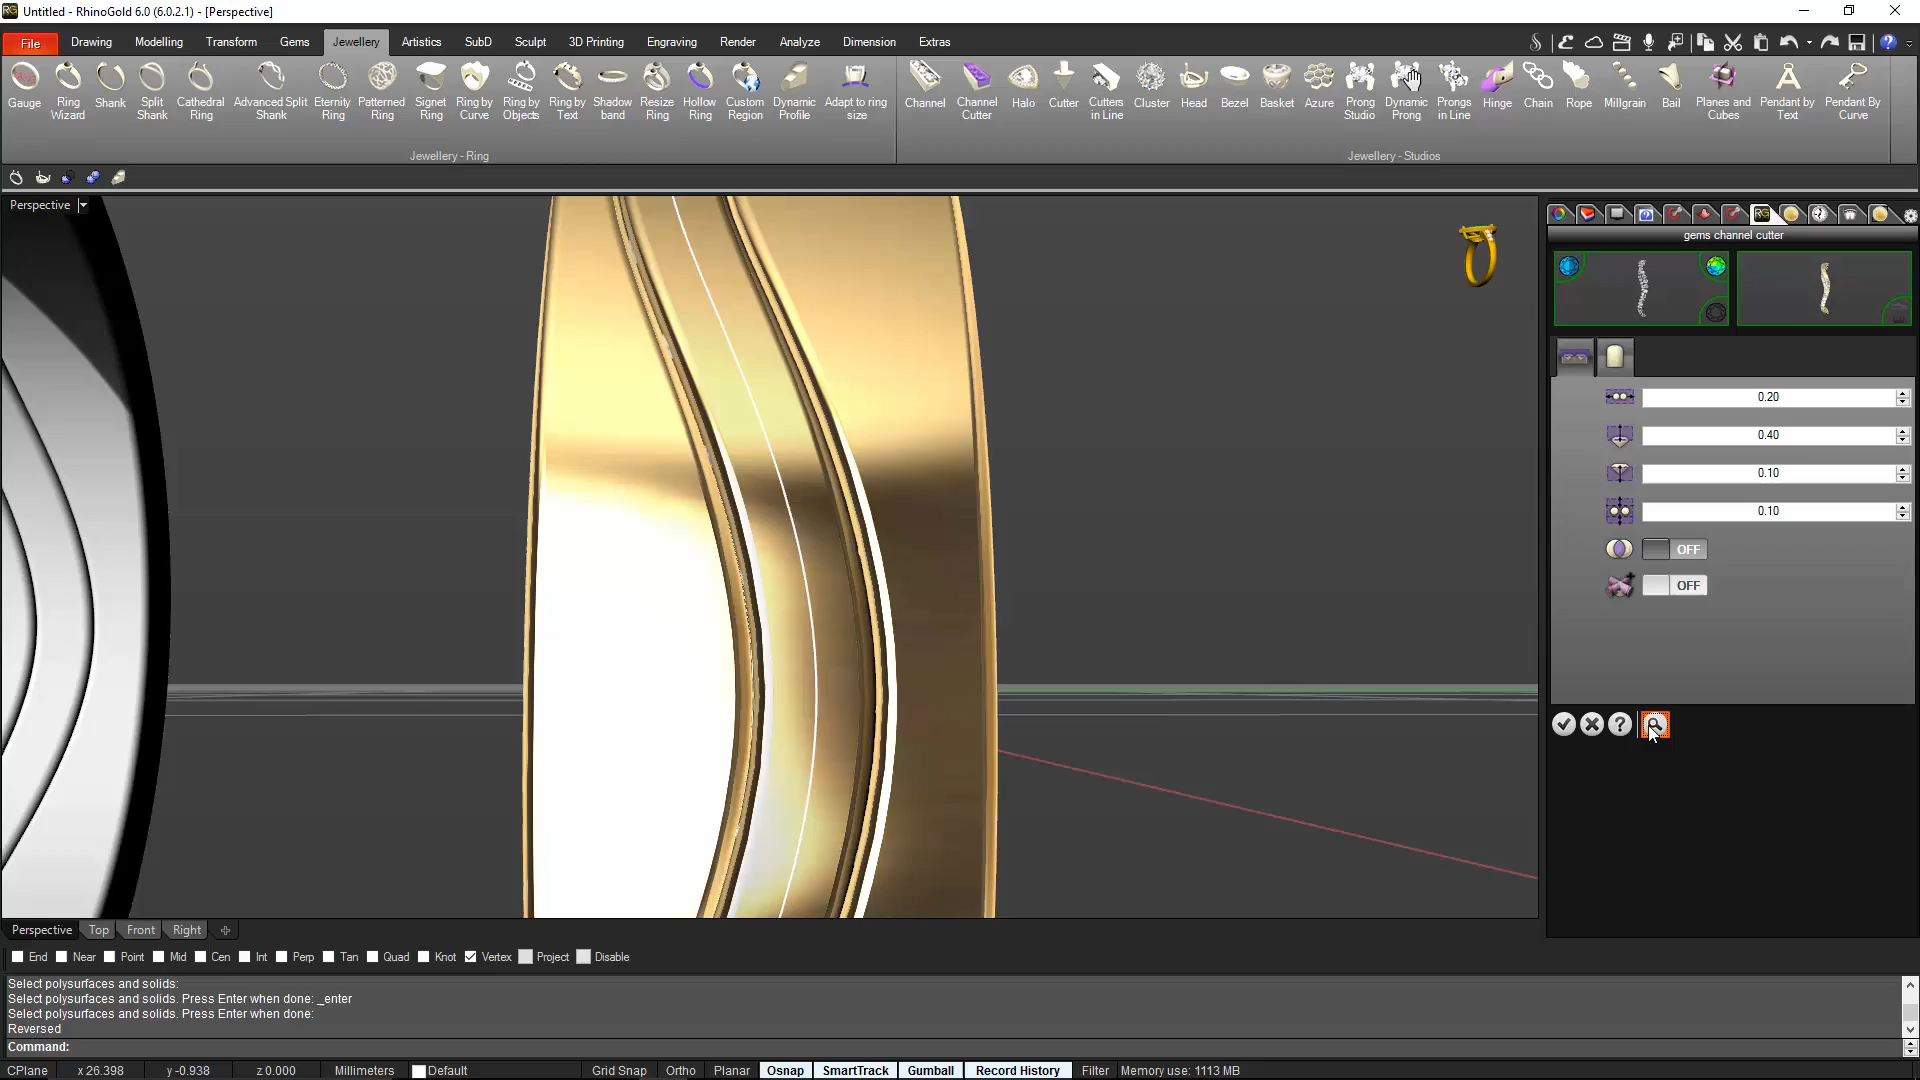 Untitled - RhinoGold 6.0 (6.0.2.1) - [Perspective]
File Drawing Modelling Transform Gems Jewellery Artistics SubD Sculpt 3D Printing Engraving Render Analyze Dimension Extras
Gauge Ring Wizard Shank Split Shank Cathedral Ring Advanced Split Shank Eternity Ring Patterned Ring Signet Ring Ring by Curve Ring by Objects Ring by Text Shadow band Resize Ring Hollow Ring Custom Region Dynamic Profile Adapt to ring size Channel Channel Cutter Halo Cutter Cutters in Line Cluster Head Bezel Basket Azure Prong Studio Dynamic Prong Prongs in Line Hinge Chain Rope Millgrain Bail Planes and Cubes Pendant by Text Pendant By Curve
Jewellery - Ring Jewellery - Studios
Perspective
gems channel cutter
0.20
0.40
0.10
0.10
OFF
OFF
Perspective Top Front Right
End Near Point Mid Cen Int Perp Tan Quad Knot Vertex Project Disable
Select polysurfaces and solids:
Select polysurfaces and solids. Press Enter when done: _enter
Select polysurfaces and solids. Press Enter when done:
Reversed
Command:
CPlane x 26.398 y -0.938 z 0.000 Millimeters Default Grid Snap Ortho Planar Osnap SmartTrack Gumball Record History Filter Memory use: 1113 MB